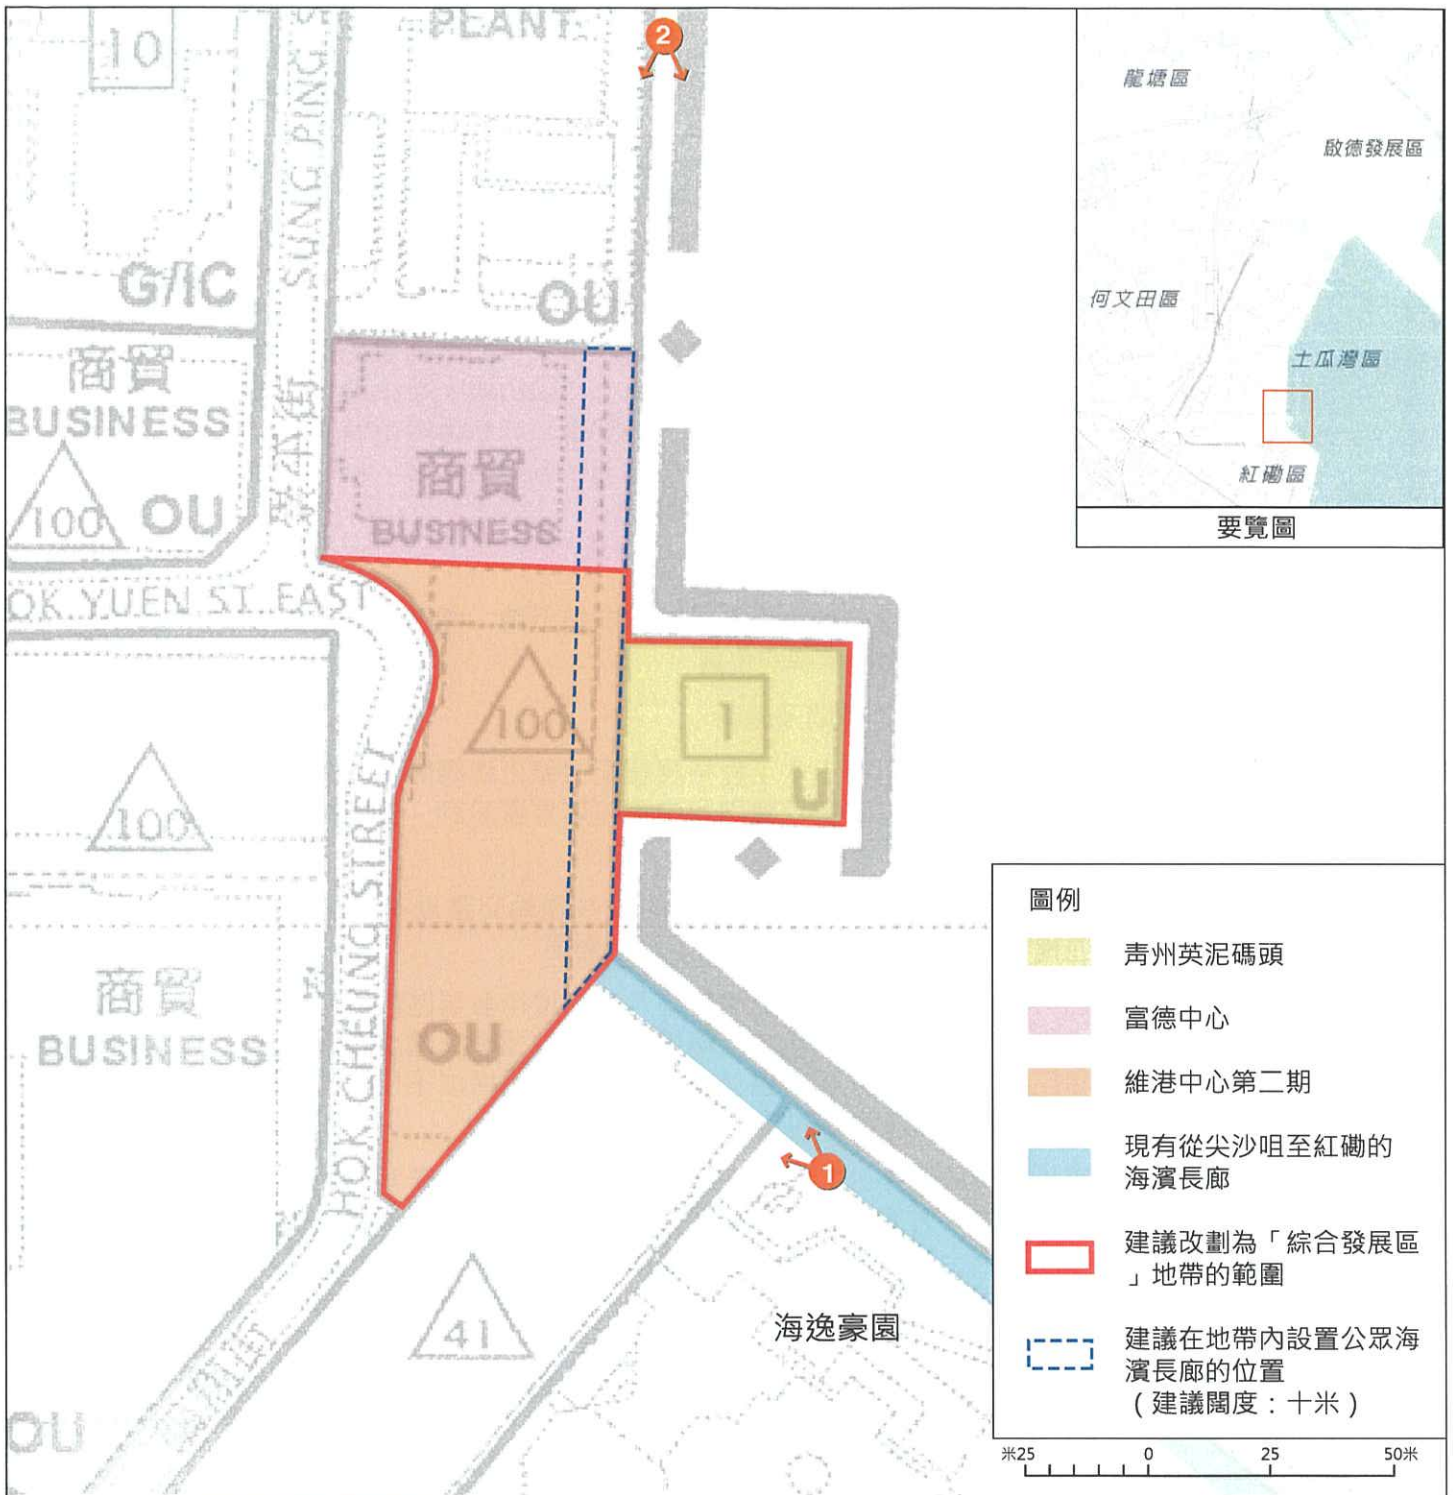 10
PLANT
2
SUNG PING S
G/IC
OU
商貿
BUSINESS
100
OU
商貿
BUSINESS
OK YUEN ST. EAST
100
1
U
100
HOK CHEUNG STREET
商貿
BUSINESS
OU
1
41
海逸豪園
OU
龍塘區
啟德發展區
何文田區
土瓜灣區
紅磡區
要覽圖
圖例
青州英泥碼頭
富德中心
維港中心第二期
現有從尖沙咀至紅磡的
海濱長廊
建議改劃為「綜合發展區
」地帶的範圍
建議在地帶內設置公眾海
濱長廊的位置
(建議闊度：十米)
米25 0 25 50米